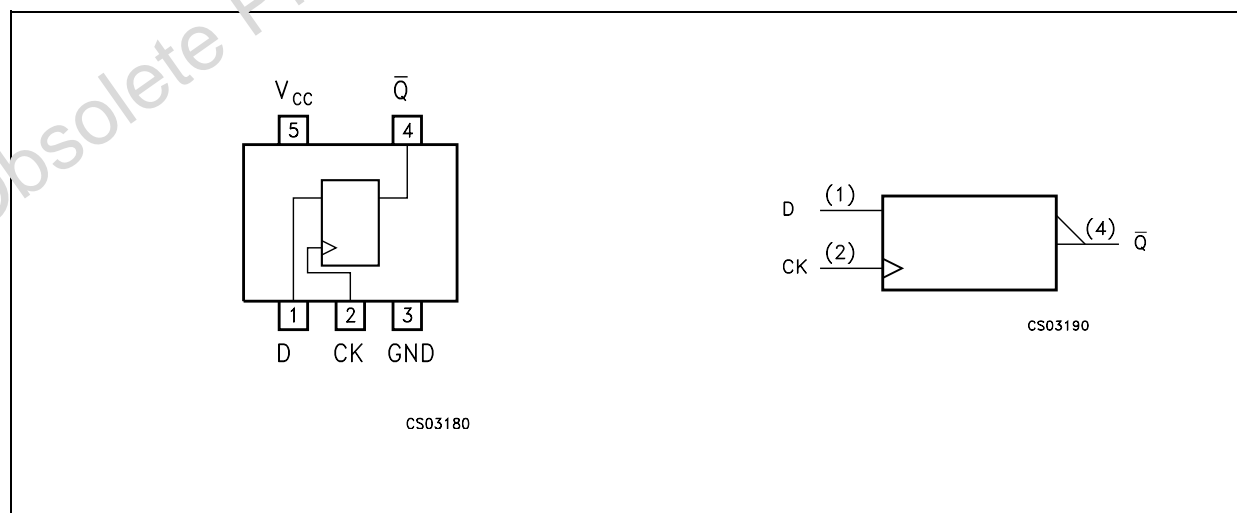 Obsolete
V CC
Q̅
5
4
1
2
3
D
CK
GND
CS03180
D
(1)
CK
(2)
(4)
Q̅
CS03190